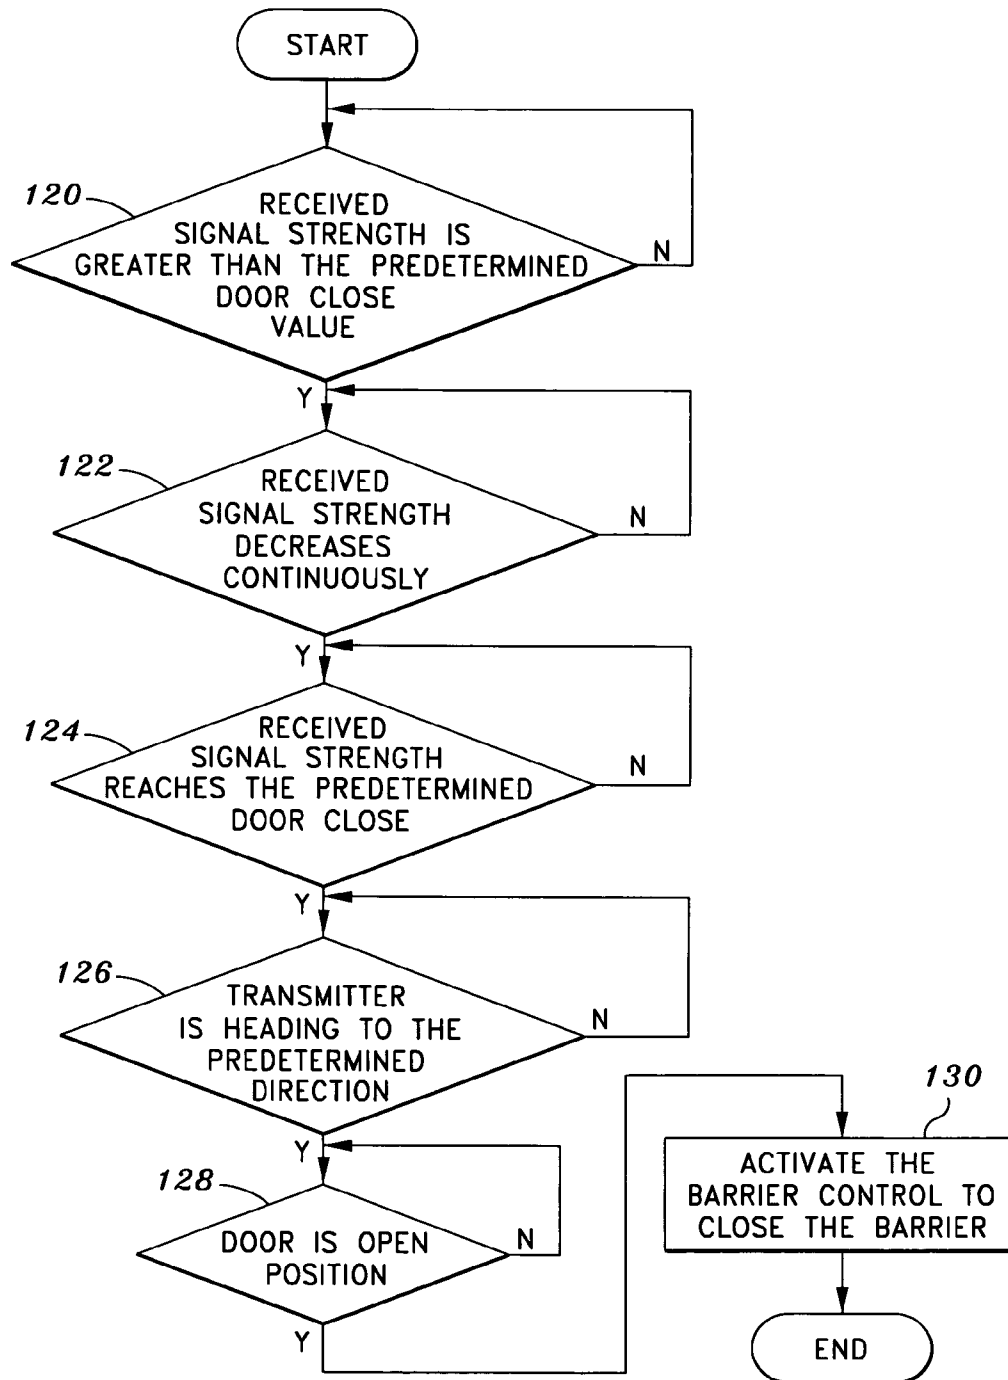 START
120
RECEIVED
SIGNAL STRENGTH IS
GREATER THAN THE PREDETERMINED
DOOR CLOSE
VALUE
N
Y
122
RECEIVED
SIGNAL STRENGTH
DECREASES
CONTINUOUSLY
N
Y
124
RECEIVED
SIGNAL STRENGTH
REACHES THE PREDETERMINED
DOOR CLOSE
N
Y
126
TRANSMITTER
IS HEADING TO THE
PREDETERMINED
DIRECTION
N
Y
128
DOOR IS OPEN
POSITION
N
Y
130
ACTIVATE THE
BARRIER CONTROL TO
CLOSE THE BARRIER
END